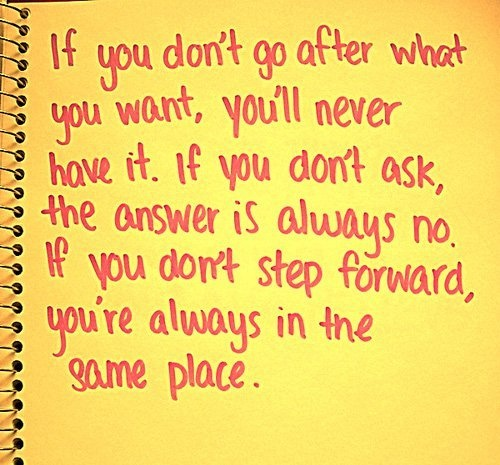 If you don't go after what
you want, you'll never
have it. If you don't ask,
the answer is always no.
If you don't step forward,
you're always in the
same place.